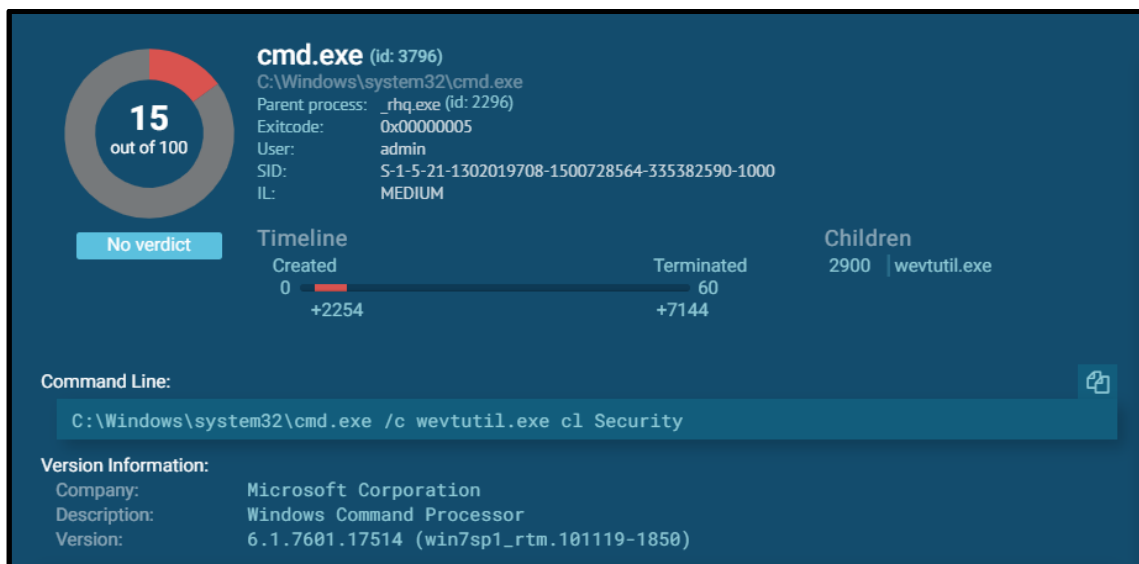 15
out of 100
No verdict
cmd.exe (id: 3796)
C:\Windows\system32\cmd.exe
Parent process: _rhq.exe (id: 2296)
Exitcode: 0x00000005
User: admin
SID: S-1-5-21-1302019708-1500728564-335382590-1000
IL: MEDIUM
Timeline
Created Terminated
0 60
+2254 +7144
Children
2900 wevtutil.exe
Command Line:
C:\Windows\system32\cmd.exe /c wevtutil.exe cl Security
Version Information:
Company: Microsoft Corporation
Description: Windows Command Processor
Version: 6.1.7601.17514 (win7sp1_rtm.101119-1850)